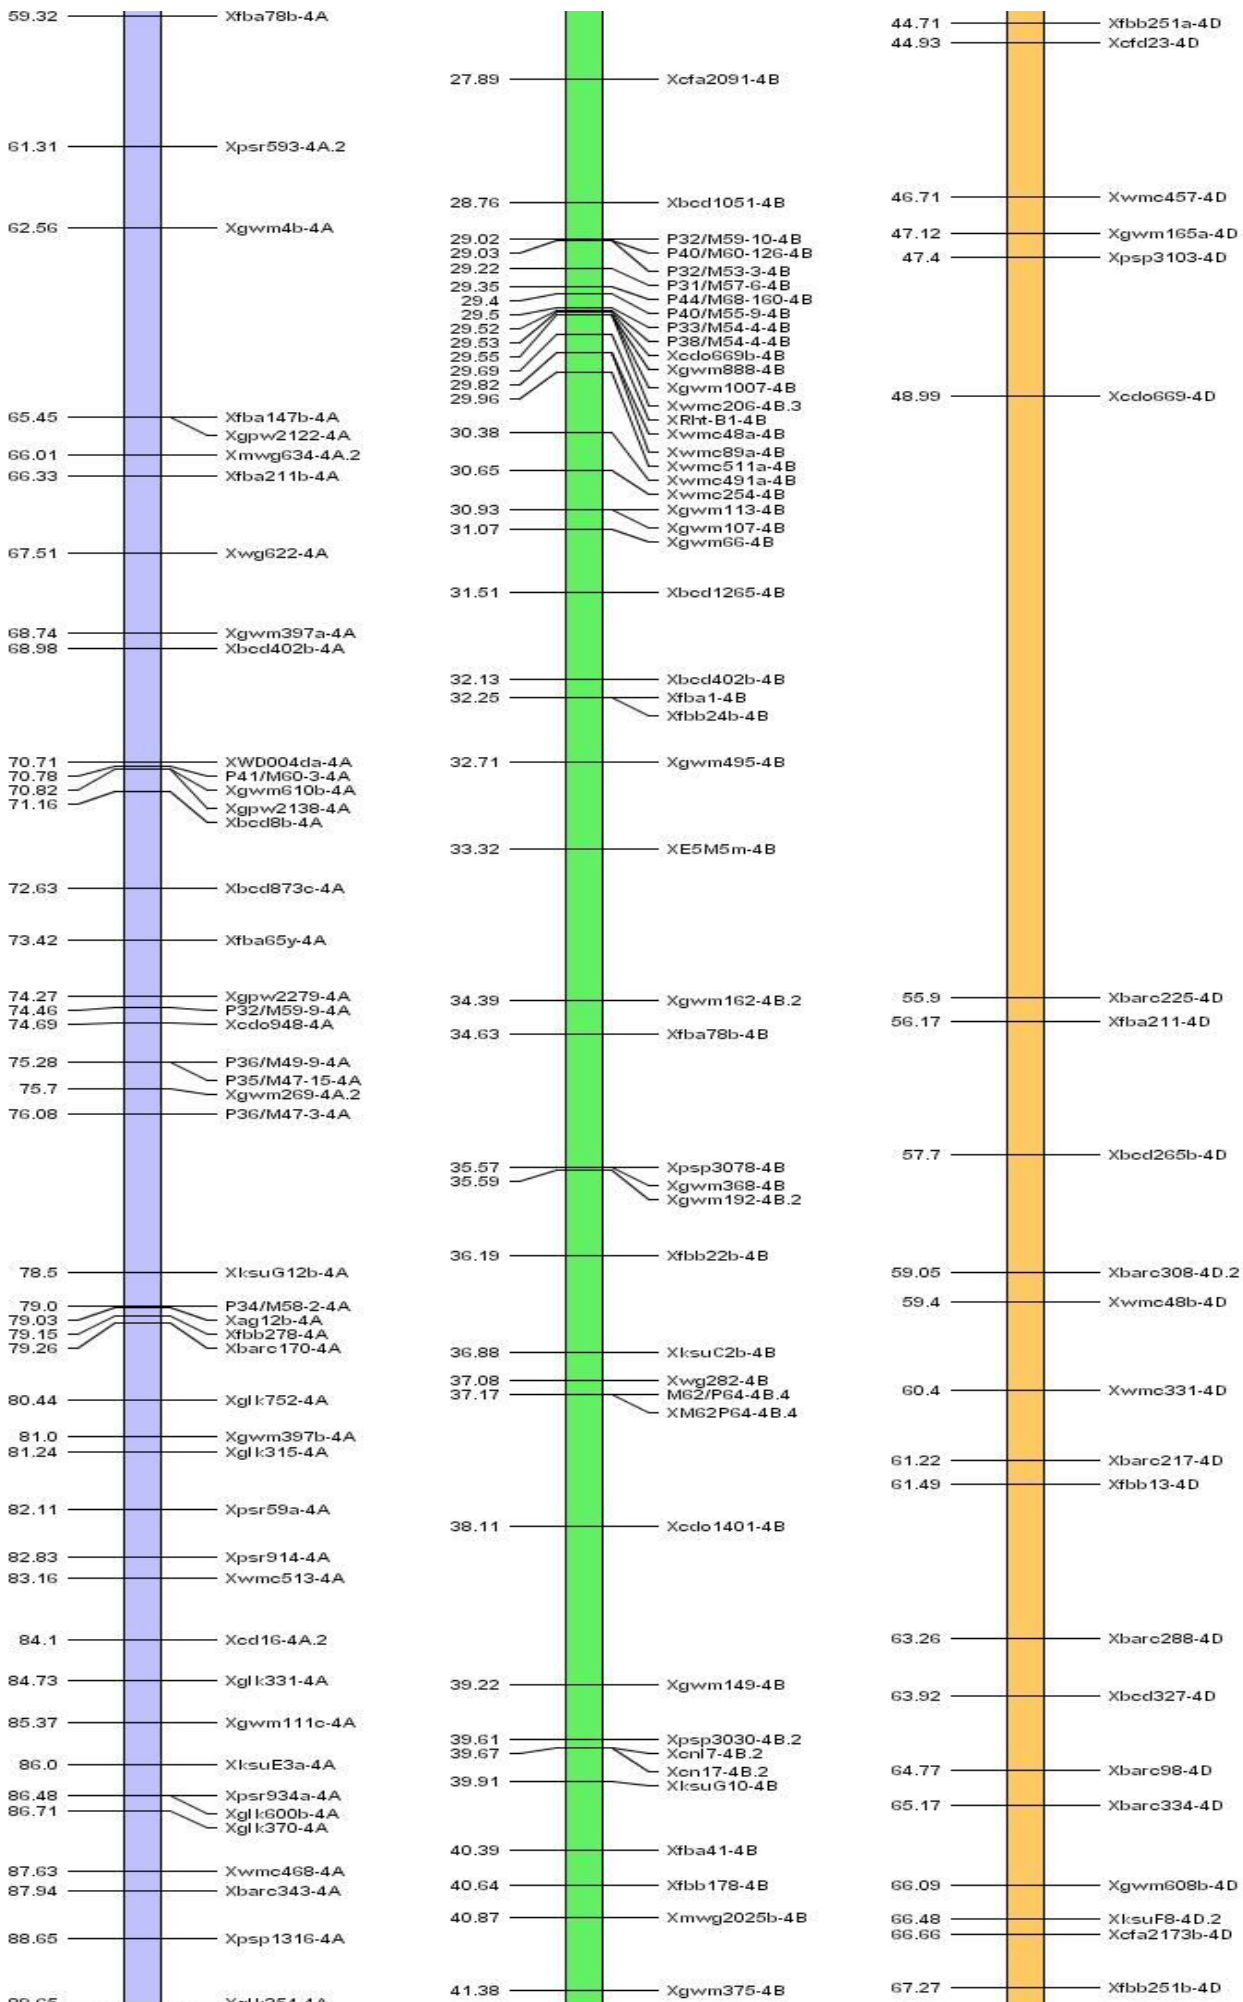 59.32 Xfba78b-4A
61.31 Xpsr593-4A.2
62.56 Xgwm4b-4A
65.45 Xfba147b-4A
Xgpw2122-4A
66.01 Xmwg634-4A.2
66.33 Xfba211b-4A
67.51 Xwg622-4A
68.74 Xgwm397a-4A
68.98 Xbcd402b-4A
70.71 XWD004da-4A
70.78 P41/M60-3-4A
70.82 Xgwm610b-4A
71.16 Xgpw2138-4A
Xbcd8b-4A
72.63 Xbcd873c-4A
73.42 Xfba65y-4A
74.27 Xgpw2279-4A
74.46 P32/M59-9-4A
74.69 Xcdo948-4A
75.28 P36/M49-9-4A
P35/M47-15-4A
75.7 Xgwm269-4A.2
76.08 P36/M47-3-4A
78.5 XksuG12b-4A
79.0 P34/M58-2-4A
79.03 Xag12b-4A
79.15 Xfbb278-4A
79.26 Xbarc170-4A
80.44 Xglk752-4A
81.0 Xgwm397b-4A
81.24 Xglk315-4A
82.11 Xpsr59a-4A
82.83 Xpsr914-4A
83.16 Xwmc513-4A
84.1 Xcd16-4A.2
84.73 Xglk331-4A
85.37 Xgwm111c-4A
86.0 XksuE3a-4A
86.48 Xpsr934a-4A
Xglk600b-4A
86.71 Xglk370-4A
87.63 Xwmc468-4A
87.94 Xbarc343-4A
88.65 Xpsp1316-4A
27.89 Xcfa2091-4B
28.76 Xbcd1051-4B
29.02 P32/M59-10-4B
29.03 P40/M60-126-4B
P32/M53-3-4B
29.22 P31/M57-6-4B
29.35 P44/M68-160-4B
29.4 P40/M55-9-4B
29.5 P33/M54-4-4B
29.52 P38/M54-4-4B
29.53 Xcdo669b-4B
29.55 Xgwm888-4B
29.69 Xgwm1007-4B
29.82 Xwmc206-4B.3
29.96 XRht-B1-4B
Xwmc48a-4B
30.38 Xwmc89a-4B
Xwmc511a-4B
30.65 Xwmc491a-4B
Xwmc254-4B
30.93 Xgwm113-4B
31.07 Xgwm107-4B
Xgwm66-4B
31.51 Xbcd1265-4B
32.13 Xbcd402b-4B
32.25 Xfba1-4B
Xfbb24b-4B
32.71 Xgwm495-4B
33.32 XE5M5m-4B
34.39 Xgwm162-4B.2
34.63 Xfba78b-4B
35.57 Xpsp3078-4B
35.59 Xgwm368-4B
Xgwm192-4B.2
36.19 Xfbb22b-4B
36.88 XksuC2b-4B
37.08 Xwg282-4B
37.17 M62/P64-4B.4
XM62P64-4B.4
38.11 Xcdo1401-4B
39.22 Xgwm149-4B
39.61 Xpsp3030-4B.2
39.67 Xcnl7-4B.2
Xcn17-4B.2
39.91 XksuG10-4B
40.39 Xfba41-4B
40.64 Xfbb178-4B
40.87 Xmwg2025b-4B
41.38 Xgwm375-4B
44.71 Xfbb251a-4D
44.93 Xcfd23-4D
46.71 Xwmc457-4D
47.12 Xgwm165a-4D
47.4 Xpsp3103-4D
48.99 Xcdo669-4D
55.9 Xbarc225-4D
56.17 Xfba211-4D
57.7 Xbcd265b-4D
59.05 Xbarc308-4D.2
59.4 Xwmc48b-4D
60.4 Xwmc331-4D
61.22 Xbarc217-4D
61.49 Xfbb13-4D
63.26 Xbarc288-4D
63.92 Xbcd327-4D
64.77 Xbarc98-4D
65.17 Xbarc334-4D
66.09 Xgwm608b-4D
66.48 XksuF8-4D.2
66.66 Xcfa2173b-4D
67.27 Xfbb251b-4D